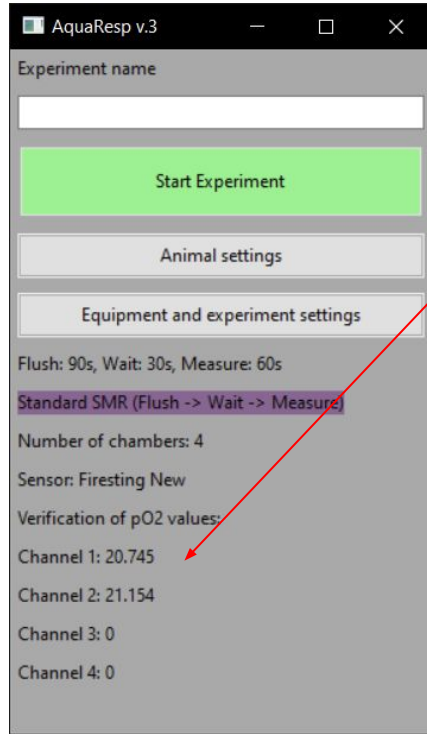 AquaResp v.3
Experiment name
Start Experiment
Animal settings
Equipment and experiment settings
Flush: 90s, Wait: 30s, Measure: 60s
Standard SMR (Flush -> Wait -> Measure)
Number of chambers: 4
Sensor: Firesting New
Verification of pO2 values:
Channel 1: 20.745
Channel 2: 21.154
Channel 3: 0
Channel 4: 0